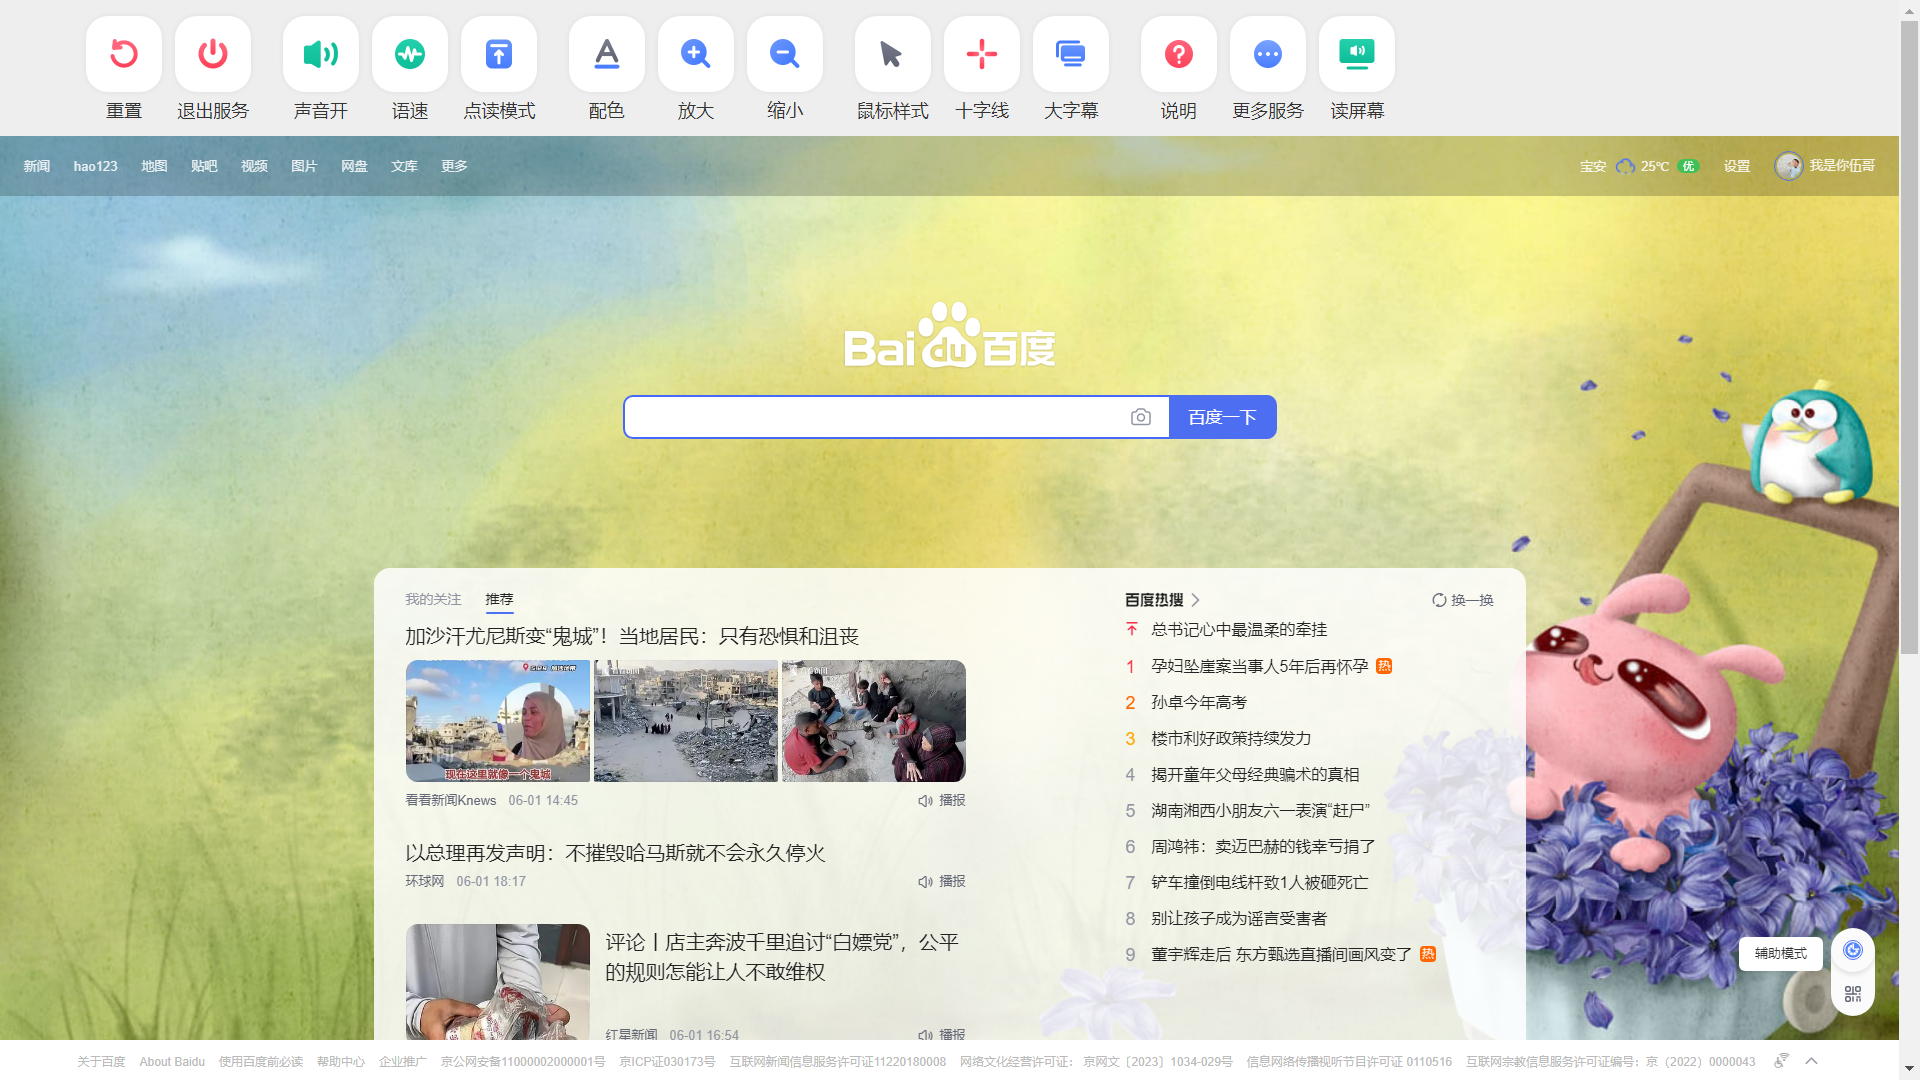 重置 退出服务 声音开 语速 点读模式 配色 放大 缩小 鼠标样式 十字线 大字幕 说明 更多服务 读屏幕
新闻 hao123 地图 贴吧 视频 图片 网盘 文库 更多 宝安 25℃ 优 设置 我是你伍哥
Bai du 百度
百度一下
我的关注 推荐
加沙汗尤尼斯变“鬼城”！当地居民：只有恐惧和沮丧
现在这里就像一个鬼城
看看新闻Knews 06-01 14:45 播报
以总理再发声明：不摧毁哈马斯就不会永久停火
环球网 06-01 18:17 播报
评论丨店主奔波千里追讨“白嫖党”，公平
的规则怎能让人不敢维权
红星新闻 06-01 16:54 播报
百度热搜 换一换
总书记心中最温柔的牵挂
1 孕妇坠崖案当事人5年后再怀孕 热
2 孙卓今年高考
3 楼市利好政策持续发力
4 揭开童年父母经典骗术的真相
5 湖南湘西小朋友六一表演“赶尸”
6 周鸿祎：卖迈巴赫的钱幸亏捐了
7 铲车撞倒电线杆致1人被砸死亡
8 别让孩子成为谣言受害者
9 董宇辉走后 东方甄选直播间画风变了 热
辅助模式
关于百度 About Baidu 使用百度前必读 帮助中心 企业推广 京公网安备11000002000001号 京ICP证030173号 互联网新闻信息服务许可证11220180008 网络文化经营许可证： 京网文〔2023〕1034-029号 信息网络传播视听节目许可证 0110516 互联网宗教信息服务许可证编号：京（2022）0000043